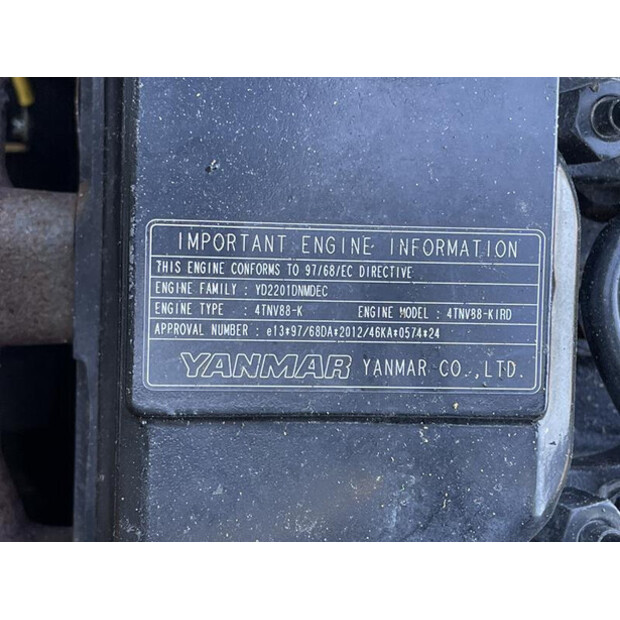 IMPORTANT ENGINE INFORMATION
THIS ENGINE CONFORMS TO 97/68/EC DIRECTIVE
ENGINE FAMILY : YD2201DNMDEC
ENGINE TYPE : 4TNV88-K ENGINE MODEL : 4TNV88-KIRD
APPROVAL NUMBER : e13*97/68DA*2012/46KA*0574*24
YANMAR YANMAR CO.,LTD.